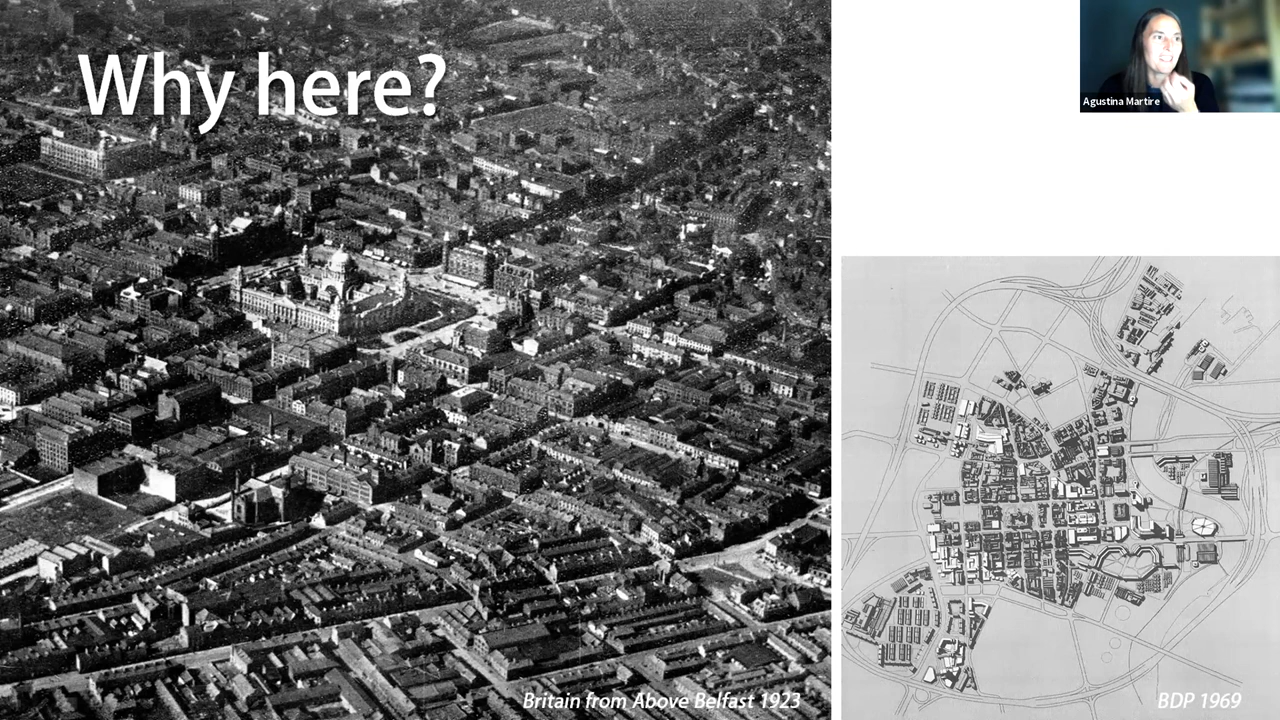 Why here?
Agustina Martire
Britain from Above Belfast 1923
BDP 1969